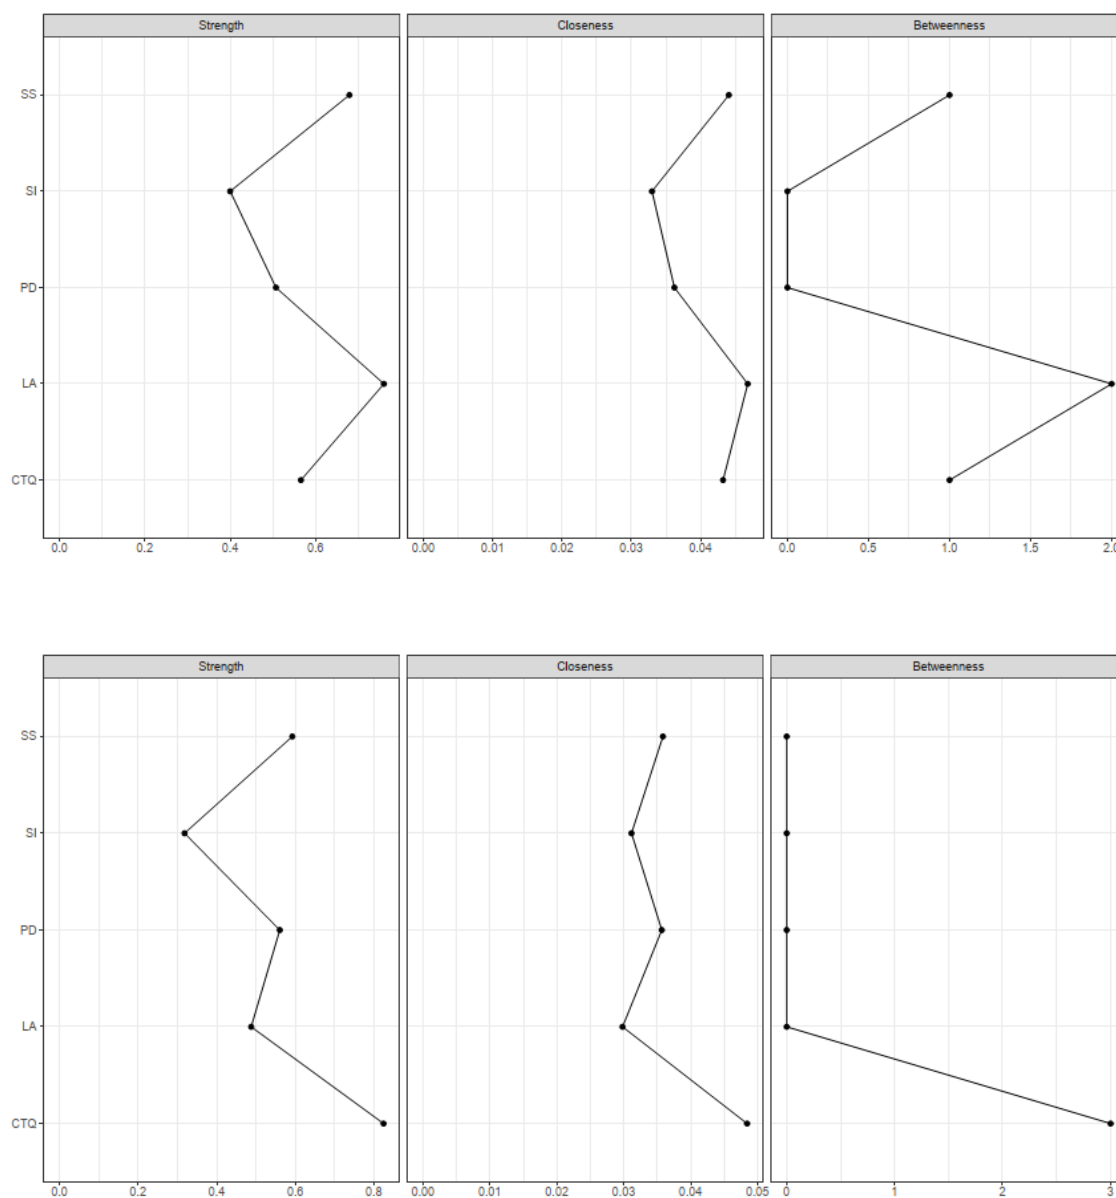 Strength Closeness Betweenness
SS
SI
PD
LA
CTQ
0.0 0.2 0.4 0.6 0.00 0.01 0.02 0.03 0.04 0.0 0.5 1.0 1.5 2.0
Strength Closeness Betweenness
SS
SI
PD
LA
CTQ
0.0 0.2 0.4 0.6 0.8 0.00 0.01 0.02 0.03 0.04 0.05 0 1 2 3